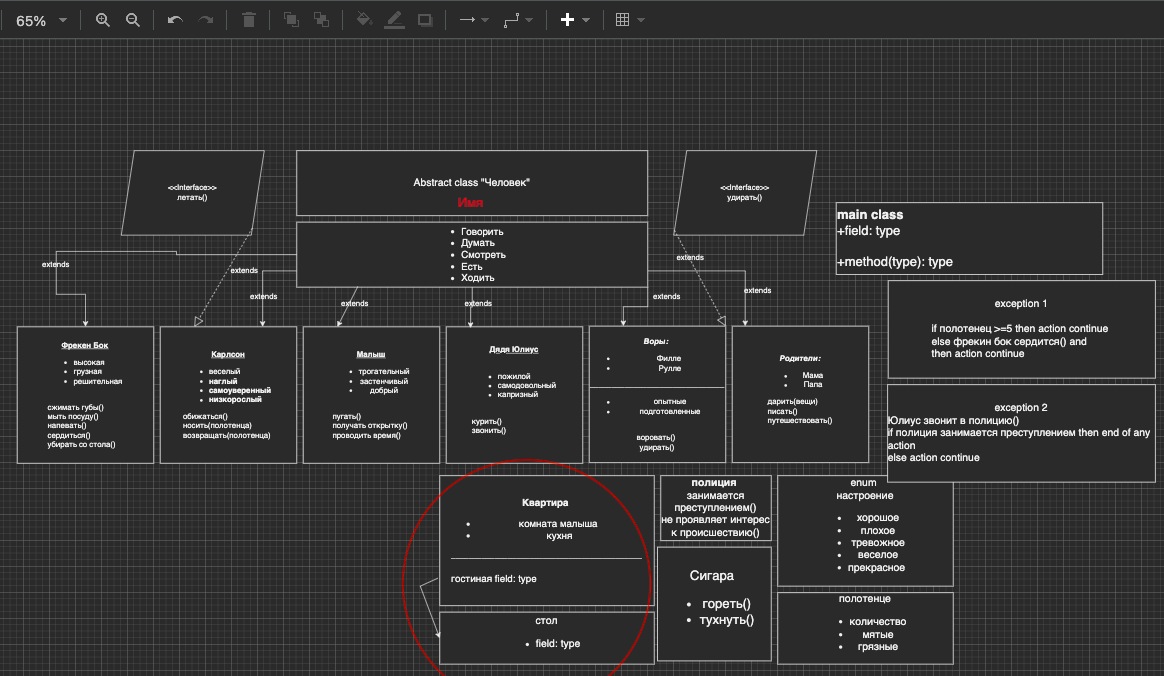 65%
<<Interface>>
летать()
Abstract class "Человек"
Имя
<<Interface>>
удирать()
Говорить
Думать
Смотреть
Есть
Ходить
main class
+field: type
+method(type): type
extends
extends
extends
extends
extends
extends
extends
extends
exception 1
if полотенец >=5 then action continue
else фрекин бок сердится() and
then action continue
Фрекен Бок
высокая
грузная
решительная
сжимать губы()
мыть посуду()
напевать()
сердиться()
убирать со стола()
Карлсон
веселый
наглый
самоуверенный
низкорослый
обижаться()
носить(полотенца)
возвращать(полотенца)
Малыш
трогательный
застенчивый
добрый
пугать()
получать открытку()
проводить время()
Дядя Юлиус
пожилой
самодовольный
капризный
курить()
звонить()
Воры:
Филле
Рулле
опытные
подготовленные
воровать()
удирать()
Родители:
Мама
Папа
дарить(вещи)
писать()
путешествовать()
exception 2
Юлиус звонит в полицию()
if полиция занимается преступлением then end of any
action
else action continue
Квартира
комната малыша
кухня
гостиная field: type
стол
field: type
полиция
занимается
преступлением()
не проявляет интерес
к происшествию()
Сигара
гореть()
тухнуть()
enum
настроение
хорошое
плохое
тревожное
веселое
прекрасное
полотенце
количество
мятые
грязные